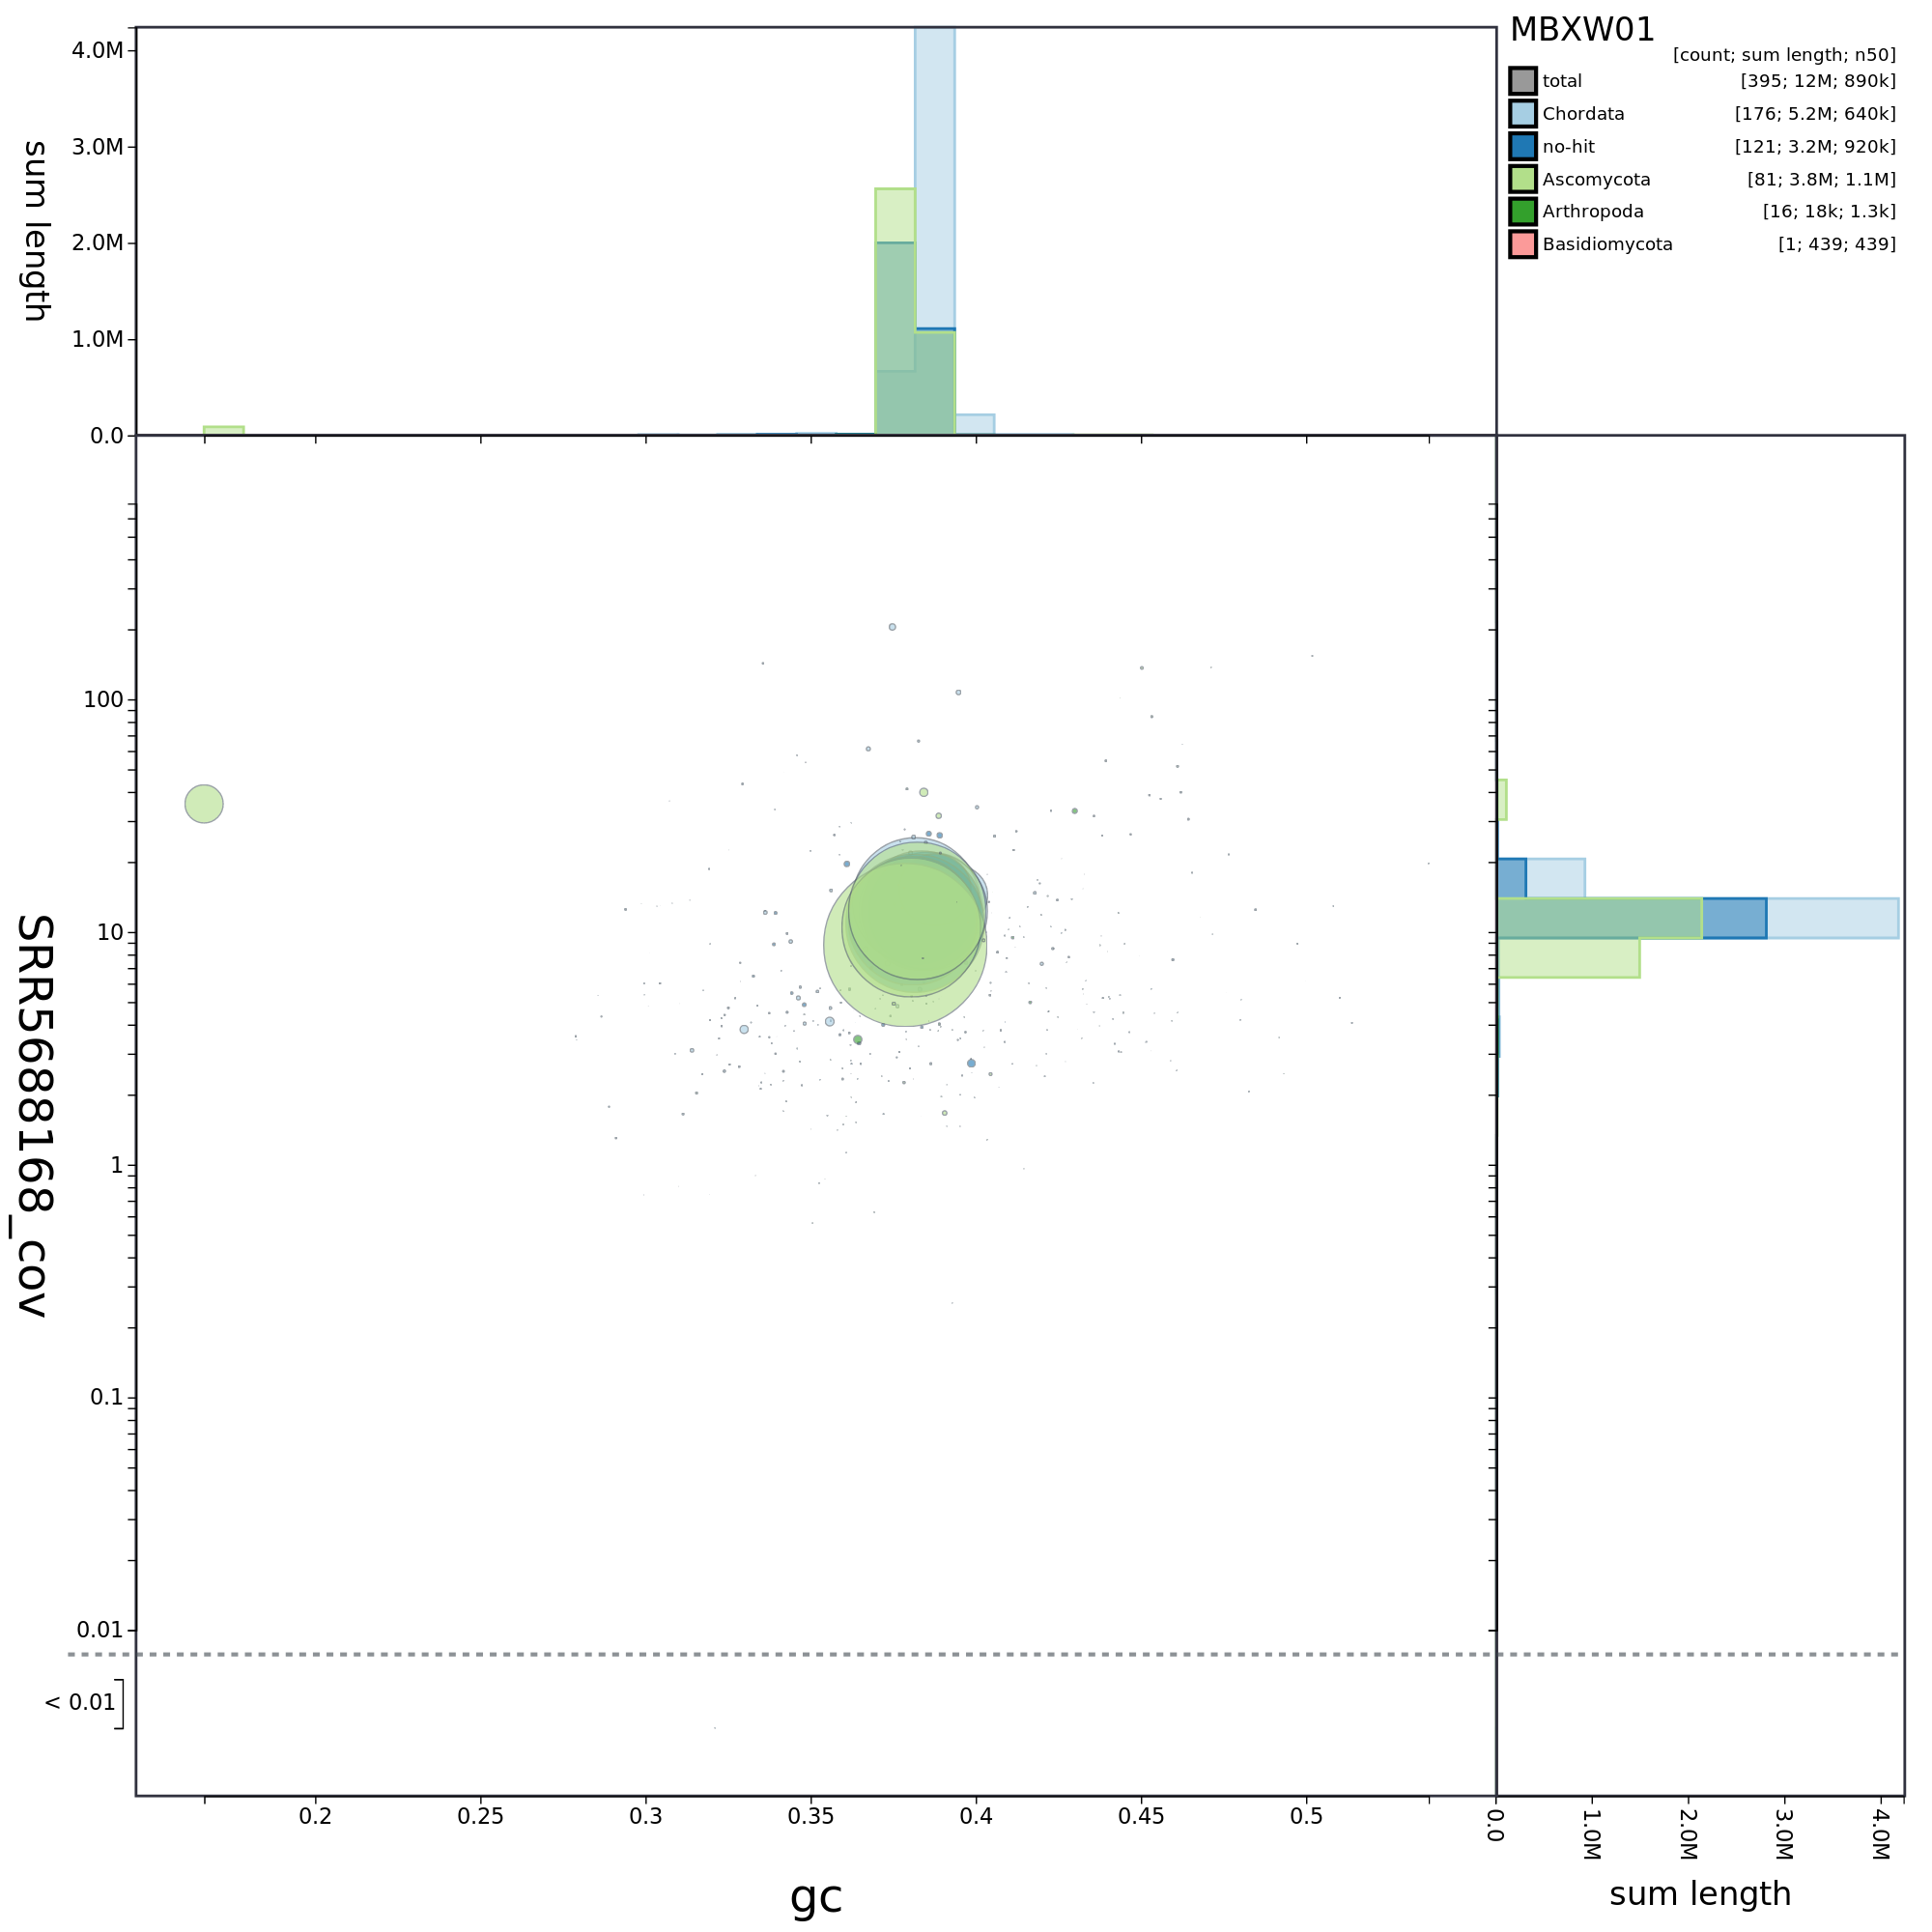 MBXW01
[count; sum length; n50]
total [395; 12M; 890k]
Chordata [176; 5.2M; 640k]
no-hit [121; 3.2M; 920k]
Ascomycota [81; 3.8M; 1.1M]
Arthropoda [16; 18k; 1.3k]
Basidiomycota [1; 439; 439]
sum length
4.0M
3.0M
2.0M
1.0M
0.0
SRR5688168_cov
100
10
1
0.1
0.01
< 0.01
0.2 0.25 0.3 0.35 0.4 0.45 0.5
gc
0.0 1.0M 2.0M 3.0M 4.0M
sum length